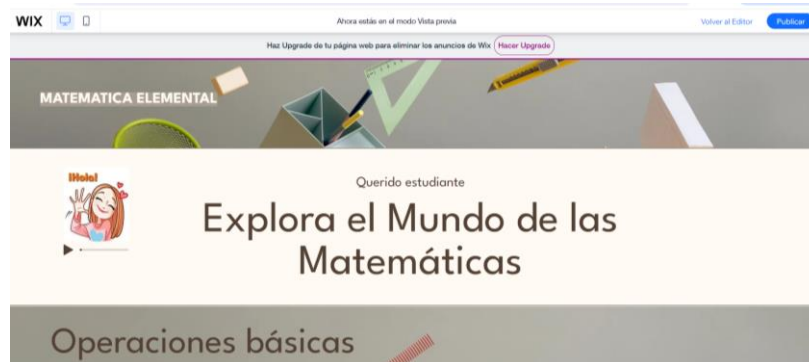 WIX
Ahora estás en el modo Vista previa
Volver al Editor
Publicar
Haz Upgrade de tu página web para eliminar los anuncios de Wix
Hacer Upgrade
MATEMATICA ELEMENTAL
¡Hola!
Querido estudiante
Explora el Mundo de las
Matemáticas
Operaciones básicas